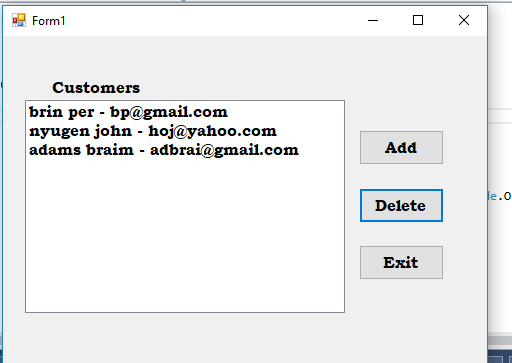 Form1
Customers
brin per - bp@gmail.com
nyugen john - hoj@yahoo.com
adams braim - adbrai@gmail.com
Add
Delete
Exit
le.O